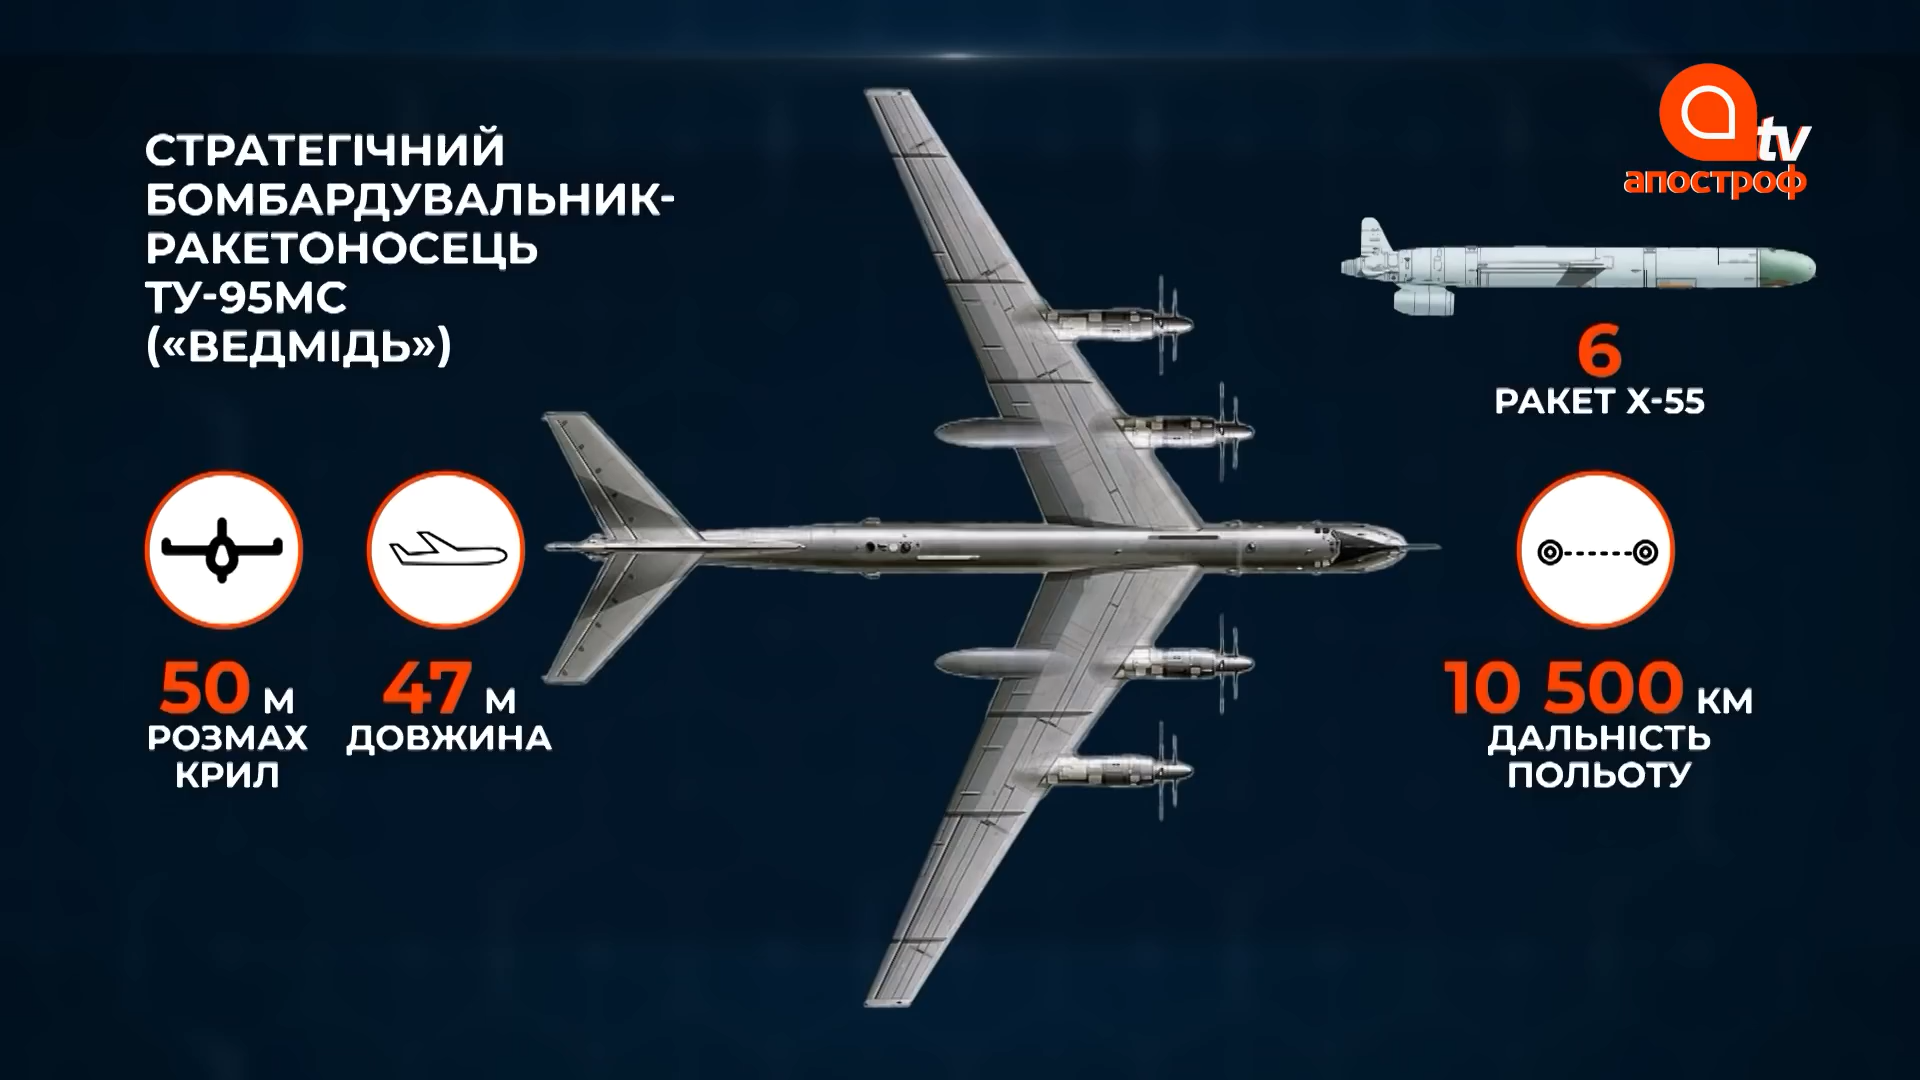 СТРАТЕГІЧНИЙ
БОМБАРДУВАЛЬНИК-
РАКЕТОНОСЕЦЬ
ТУ-95МС
(«ВЕДМІДЬ»)
tv
апостроф
6
РАКЕТ Х-55
50 М
РОЗМАХ
КРИЛ
47 М
ДОВЖИНА
10 500 КМ
ДАЛЬНІСТЬ
ПОЛЬОТУ